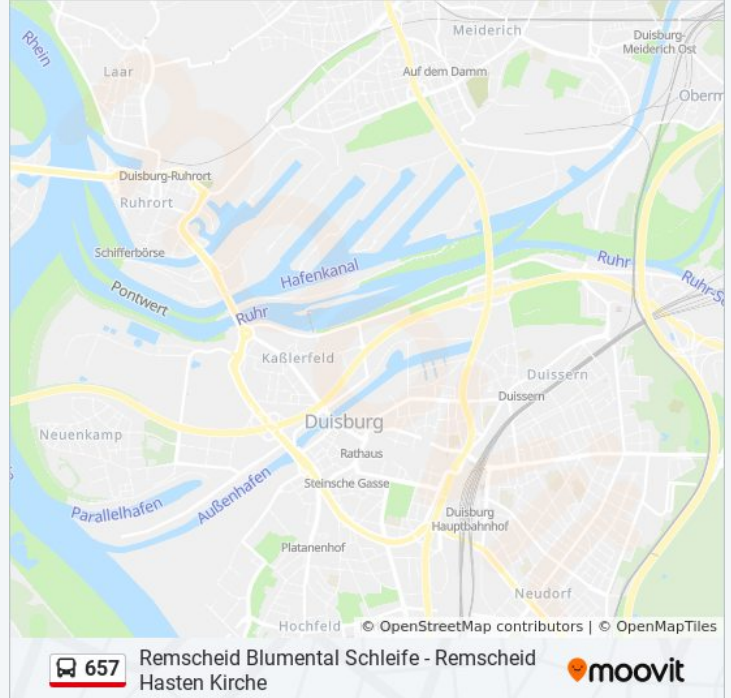 Rhein
Meiderich
Duisburg-
Meiderich Ost
Laar
Auf dem Damm
Oberm
Duisburg-Ruhrort
Ruhrort
Schifferbörse
Hafenkanal
Ruhr
Ruhr-S
Pontwert
Ruhr
Kaßlerfeld
Duissern
Duissern
Duisburg
Neuenkamp
Rathaus
Steinsche Gasse
Außenhafen
Parallelhafen
Duisburg
Hauptbahnhof
Platanenhof
Neudorf
Hochfeld
© OpenStreetMap contributors | © OpenMapTiles
657
Remscheid Blumental Schleife - Remscheid
Hasten Kirche
moovit